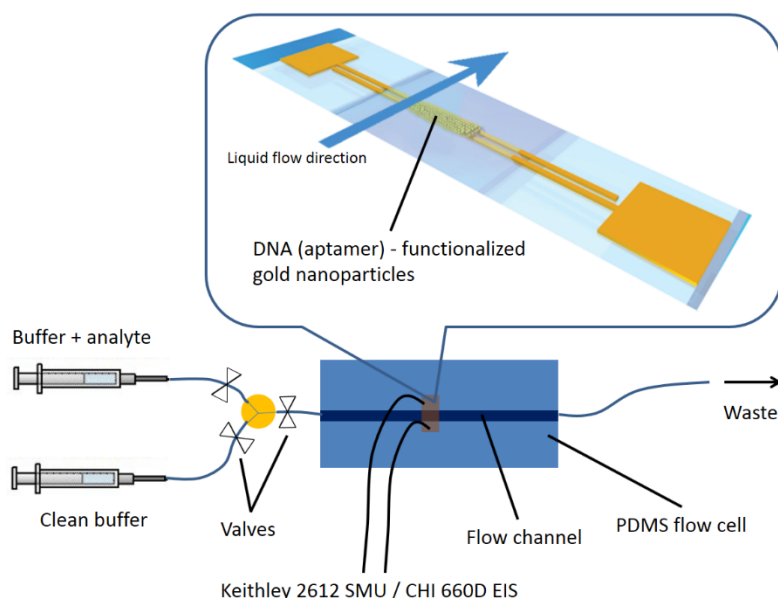 Liquid flow direction
DNA (aptamer) - functionalized
gold nanoparticles
Buffer + analyte
Waste
Clean buffer
Valves
Flow channel
PDMS flow cell
Keithley 2612 SMU / CHI 660D EIS